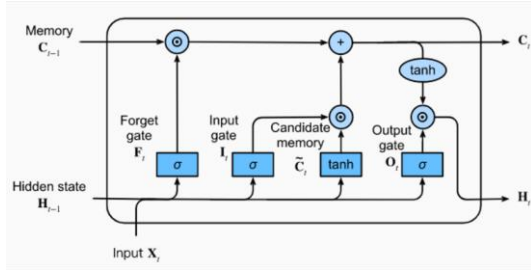 Memory
C_{t-1}
⊙
+
C_t
tanh
Forget
gate
F_t
Input
gate
I_t
⊙
Candidate
memory
C̃_t
⊙
Output
gate
O_t
σ
σ
tanh
σ
Hidden state
H_{t-1}
H_t
Input X_t